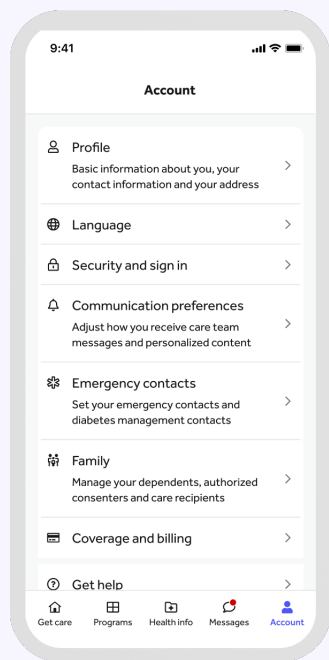 9:41
Account
Profile
Basic information about you, your
contact information and your address
Language
Security and sign in
Communication preferences
Adjust how you receive care team
messages and personalized content
Emergency contacts
Set your emergency contacts and
diabetes management contacts
Family
Manage your dependents, authorized
consenters and care recipients
Coverage and billing
Get help
Get care Programs Health info Messages Account